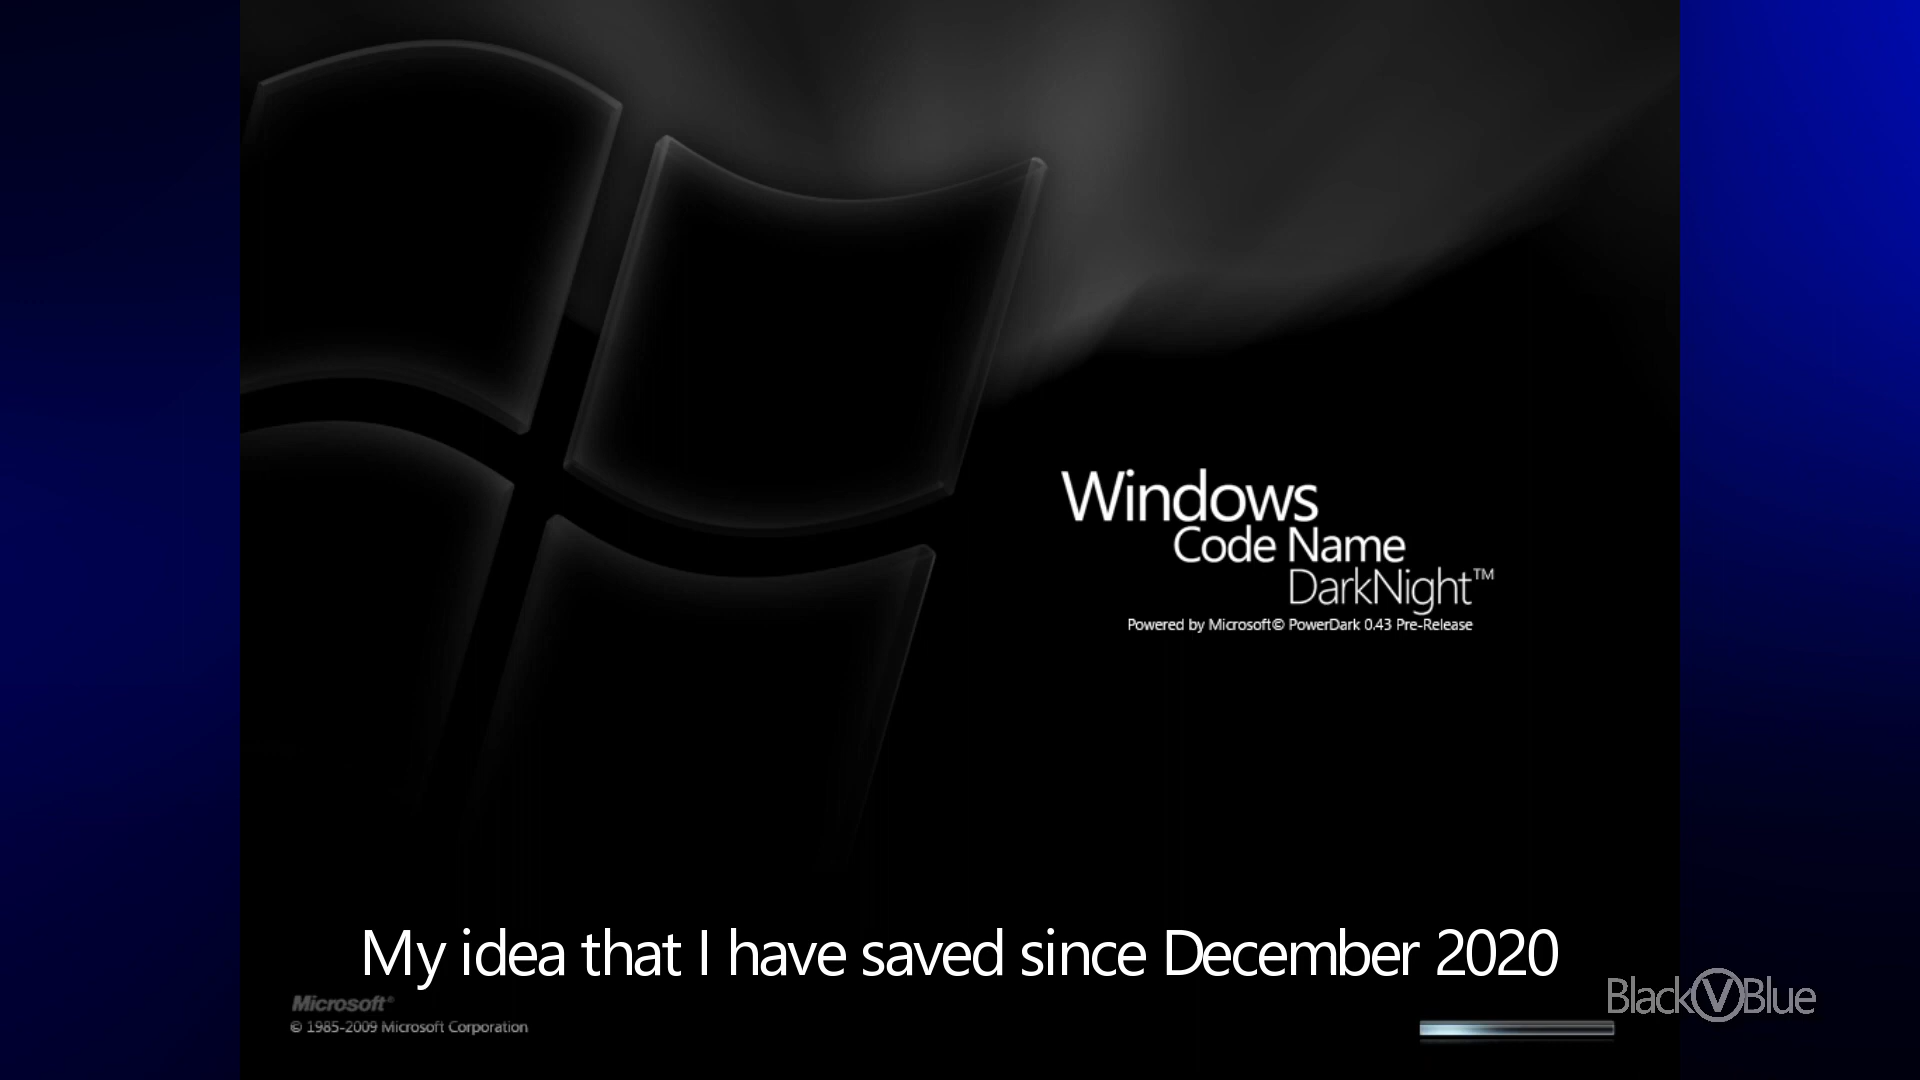 Windows
Code Name
DarkNight™
Powered by Microsoft© PowerDark 0.43 Pre-Release
My idea that I have saved since December 2020
Microsoft®
© 1985-2009 Microsoft Corporation
BlackVBlue